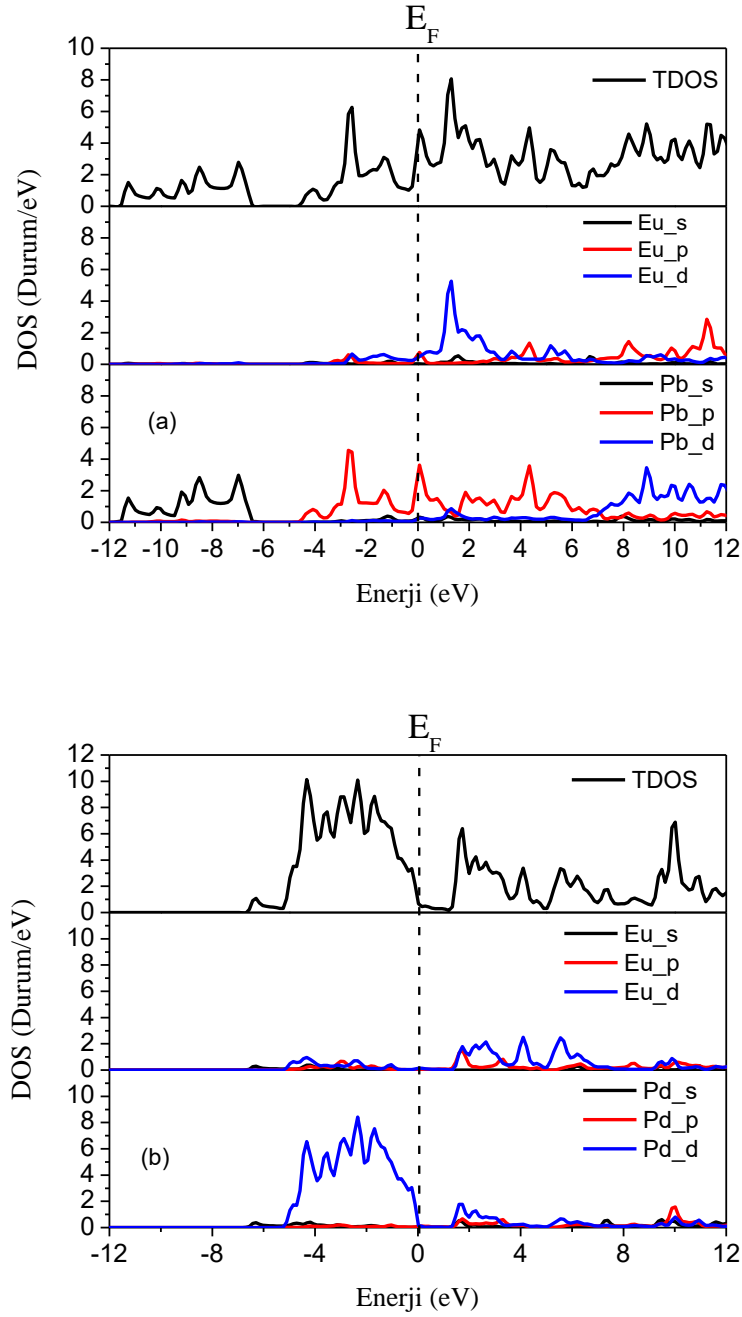 E_F
10
TDOS
8
6
4
2
0
Eu_s
Eu_p
Eu_d
8
6
4
2
0
DOS (Durum/eV)
Pb_s
Pb_p
Pb_d
(a)
8
6
4
2
0
-12 -10 -8 -6 -4 -2 0 2 4 6 8 10 12
Enerji (eV)
E_F
12
TDOS
10
8
6
4
2
0
Eu_s
Eu_p
Eu_d
10
8
6
4
2
0
DOS (Durum/eV)
Pd_s
Pd_p
Pd_d
(b)
10
8
6
4
2
0
-12 -8 -4 0 4 8 12
Enerji (eV)